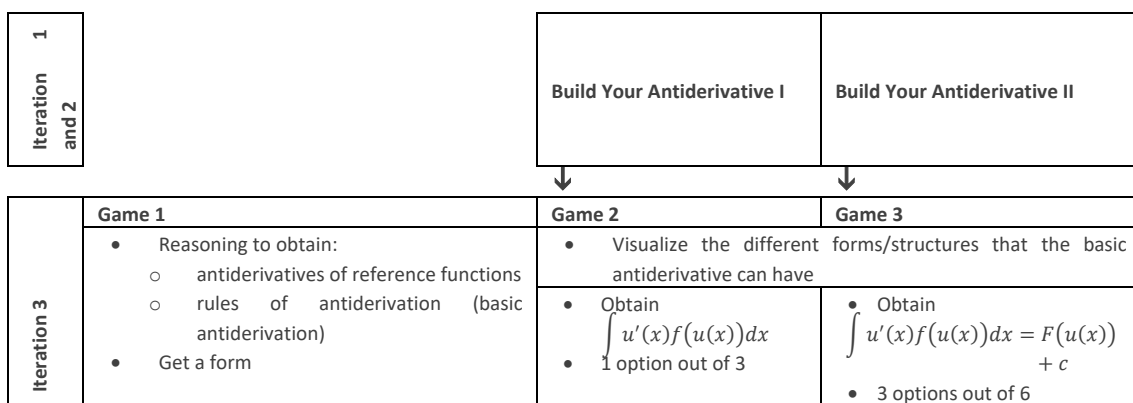 Iteration 1
and 2
Build Your Antiderivative I
Build Your Antiderivative II
↓
↓
Iteration 3
Game 1
Game 2
Game 3
• Reasoning to obtain:
○ antiderivatives of reference functions
○ rules of antiderivation (basic
antiderivation)
• Get a form
• Visualize the different forms/structures that the basic
antiderivative can have
• Obtain
∫ u′(x)f(u(x))dx
• 1 option out of 3
• Obtain
∫ u′(x)f(u(x))dx = F(u(x))
+ c
• 3 options out of 6